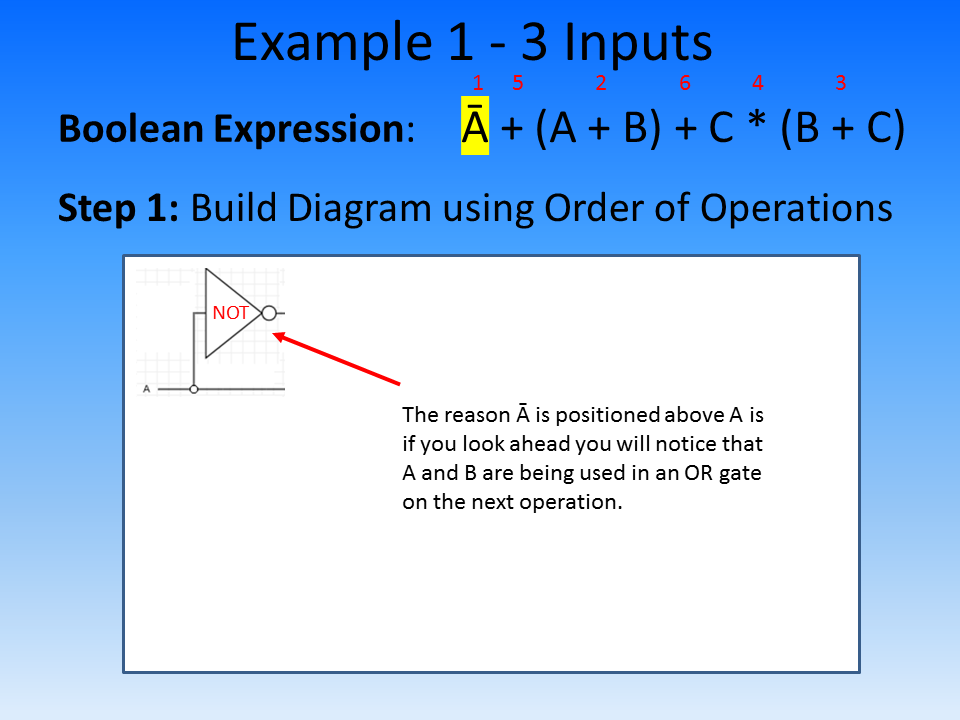 Example 1 - 3 Inputs
1 5 2 6 4 3
Boolean Expression: Ā + (A + B) + C * (B + C)
Step 1: Build Diagram using Order of Operations
NOT
A
The reason Ā is positioned above A is
if you look ahead you will notice that
A and B are being used in an OR gate
on the next operation.